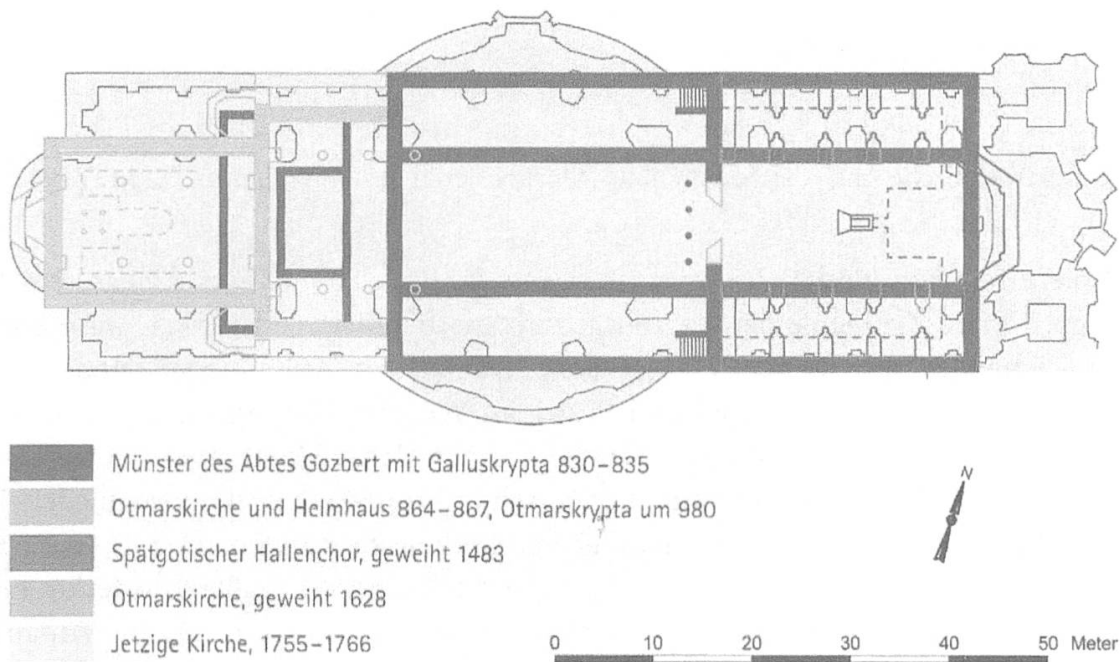 Münster des Abtes Gozbert mit Galluskrypta 830–835
Otmarskirche und Helmhaus 864–867, Otmarskrypta um 980
Spätgotischer Hallenchor, geweiht 1483
Otmarskirche, geweiht 1628
Jetzige Kirche, 1755–1766
N
0 10 20 30 40 50 Meter